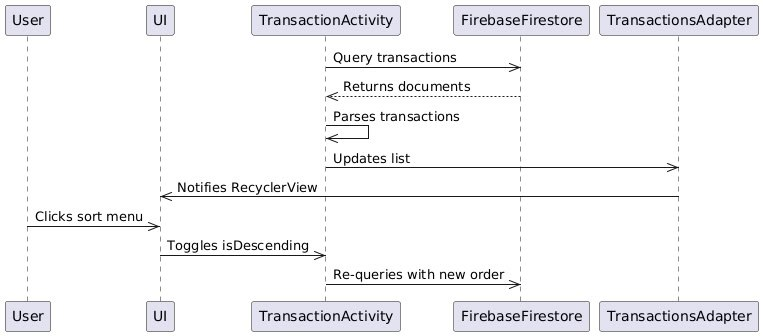 User UI TransactionActivity FirebaseFirestore TransactionsAdapter
Query transactions
Returns documents
Parses transactions
Updates list
Notifies RecyclerView
Clicks sort menu
Toggles isDescending
Re-queries with new order
User UI TransactionActivity FirebaseFirestore TransactionsAdapter